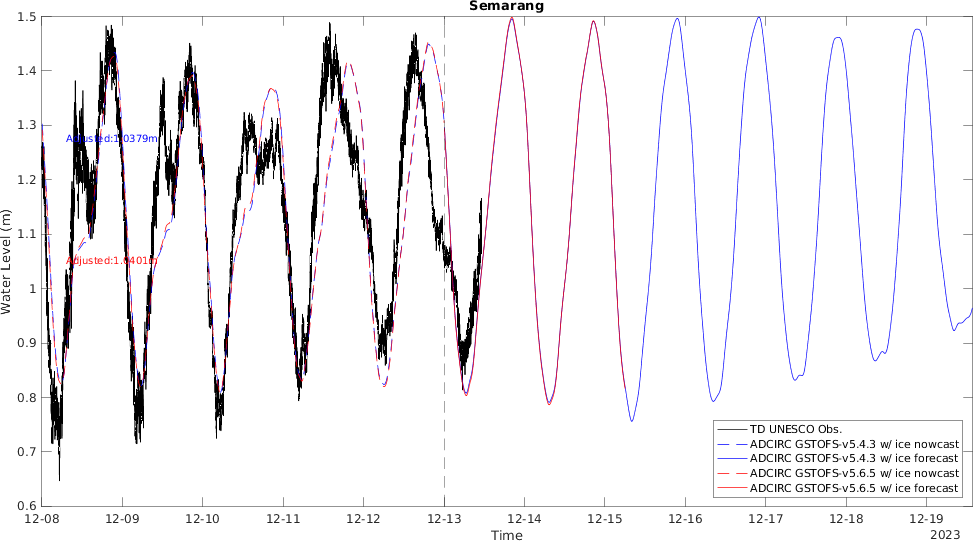 Semarang
Water Level (m)
1.5
1.4
1.3
1.2
1.1
1
0.9
0.8
0.7
0.6
Adjusted:1.0379m
Adjusted:1.0401m
TD UNESCO Obs.
ADCIRC GSTOFS-v5.4.3 w/ ice nowcast
ADCIRC GSTOFS-v5.4.3 w/ ice forecast
ADCIRC GSTOFS-v5.6.5 w/ ice nowcast
ADCIRC GSTOFS-v5.6.5 w/ ice forecast
12-08 12-09 12-10 12-11 12-12 12-13 12-14 12-15 12-16 12-17 12-18 12-19
Time
2023